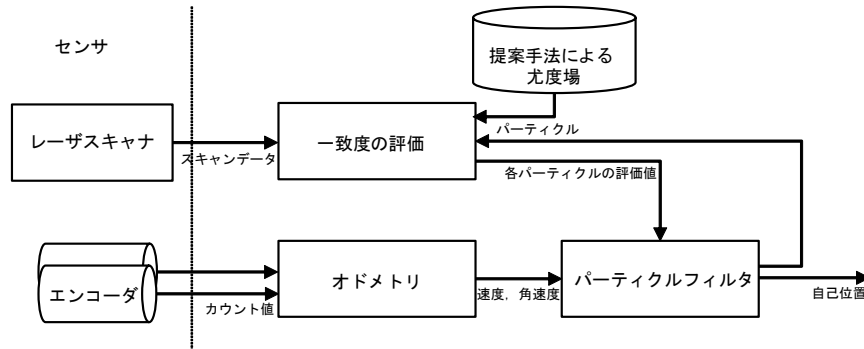 センサ
提案手法による
尤度場
レーザスキャナ
スキャンデータ
一致度の評価
パーティクル
各パーティクルの評価値
エンコーダ
カウント値
オドメトリ
速度，角速度
パーティクルフィルタ
自己位置